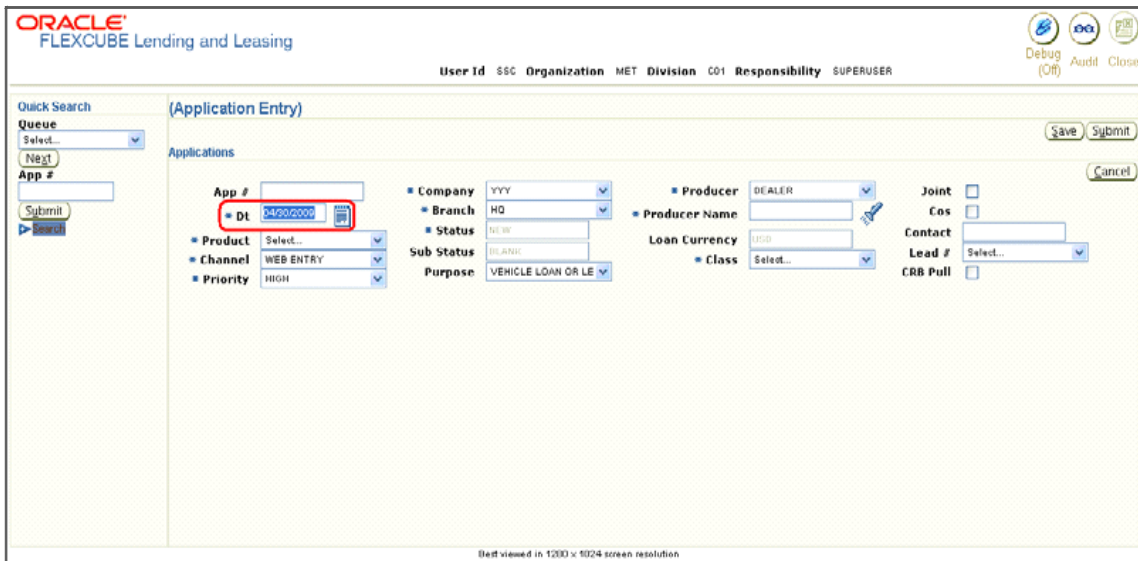 ORACLE'
FLEXCUBE Lending and Leasing
Debug (Off) Audit Close
User Id SSC Organization MET Division C01 Responsibility SUPERUSER
Quick Search
Queue
Select...
Next
App #
Submit
Search
(Application Entry)
Save Submit
Applications
Cancel
App # Company YYY Producer DEALER Joint
Dt 04/30/2009 Branch HQ Producer Name Cos
Product Select... Status NEW Loan Currency USD Contact
Channel WEB ENTRY Sub Status BLANK Class Select... Lead # Select...
Priority HIGH Purpose VEHICLE LOAN OR LE CRB Pull
Best viewed in 1280 x 1024 screen resolution